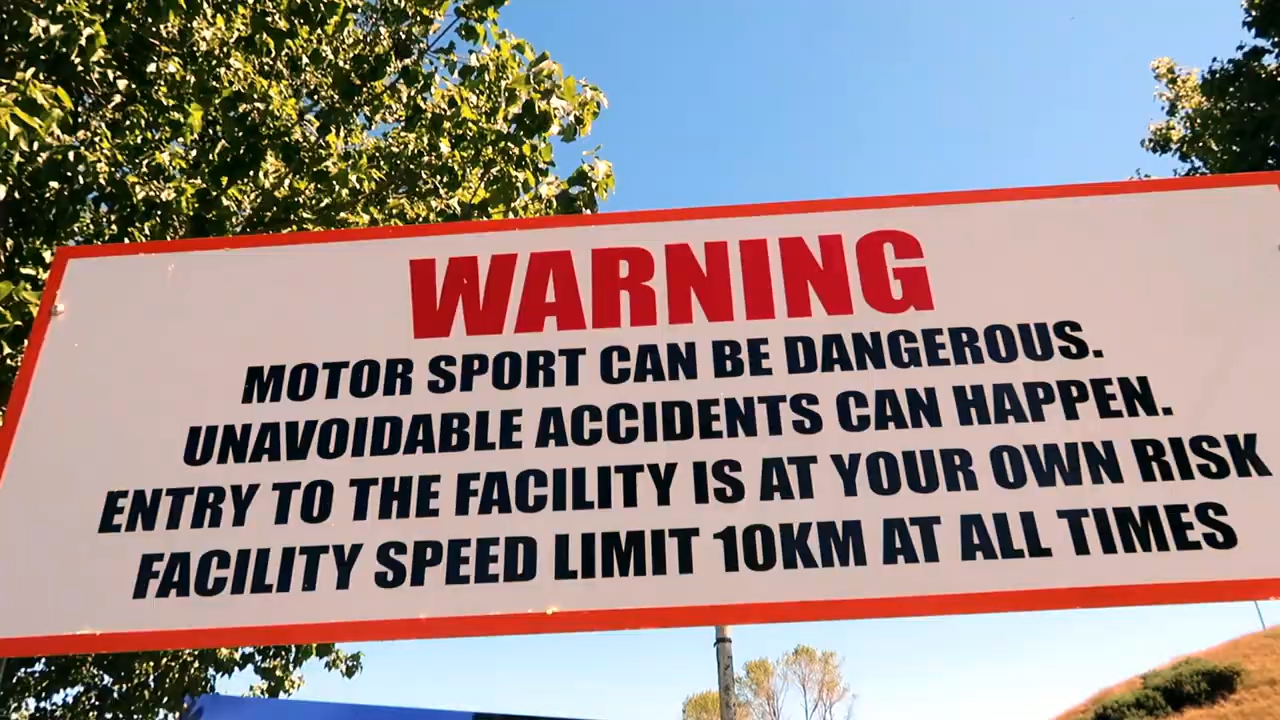 WARNING
MOTOR SPORT CAN BE DANGEROUS.
UNAVOIDABLE ACCIDENTS CAN HAPPEN.
ENTRY TO THE FACILITY IS AT YOUR OWN RISK
FACILITY SPEED LIMIT 10KM AT ALL TIMES